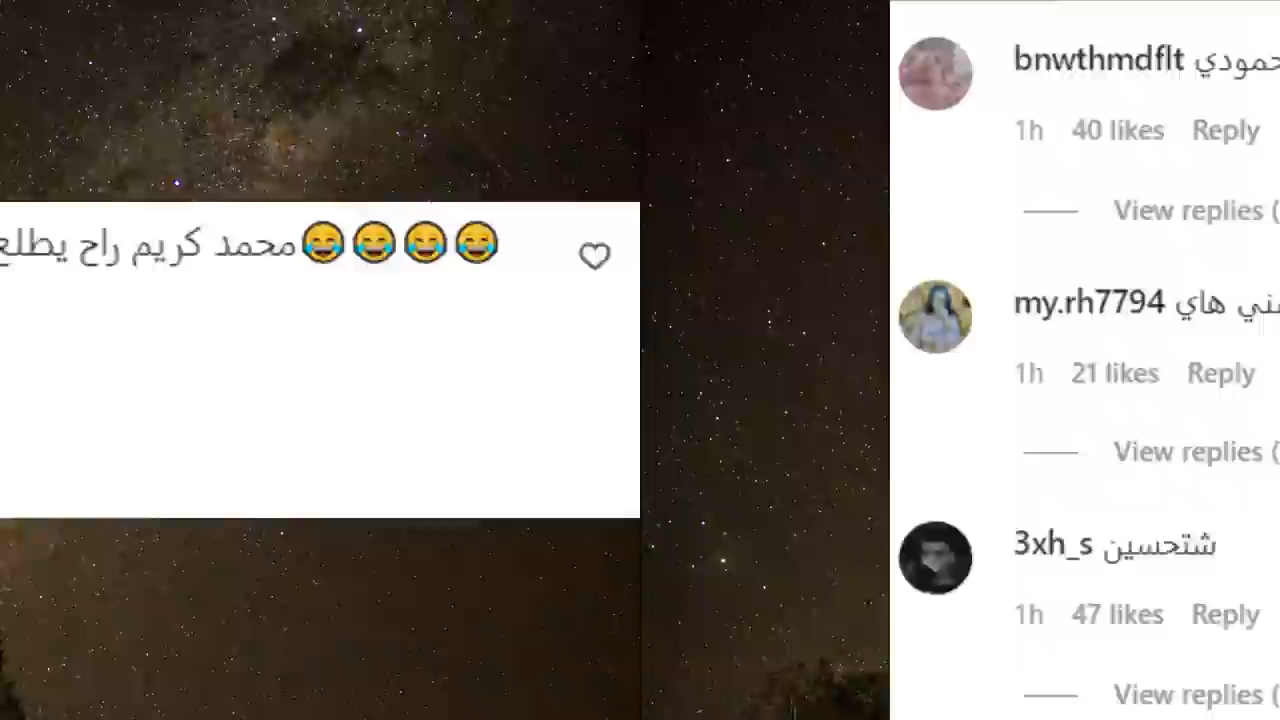 😂😂😂😂محمد كريم راح يطلع
bnwthmdflt حمودي
1h 40 likes Reply
View replies (
my.rh7794 هاي
1h 21 likes Reply
View replies (
3xh_s شتحسين
1h 47 likes Reply
View replies (